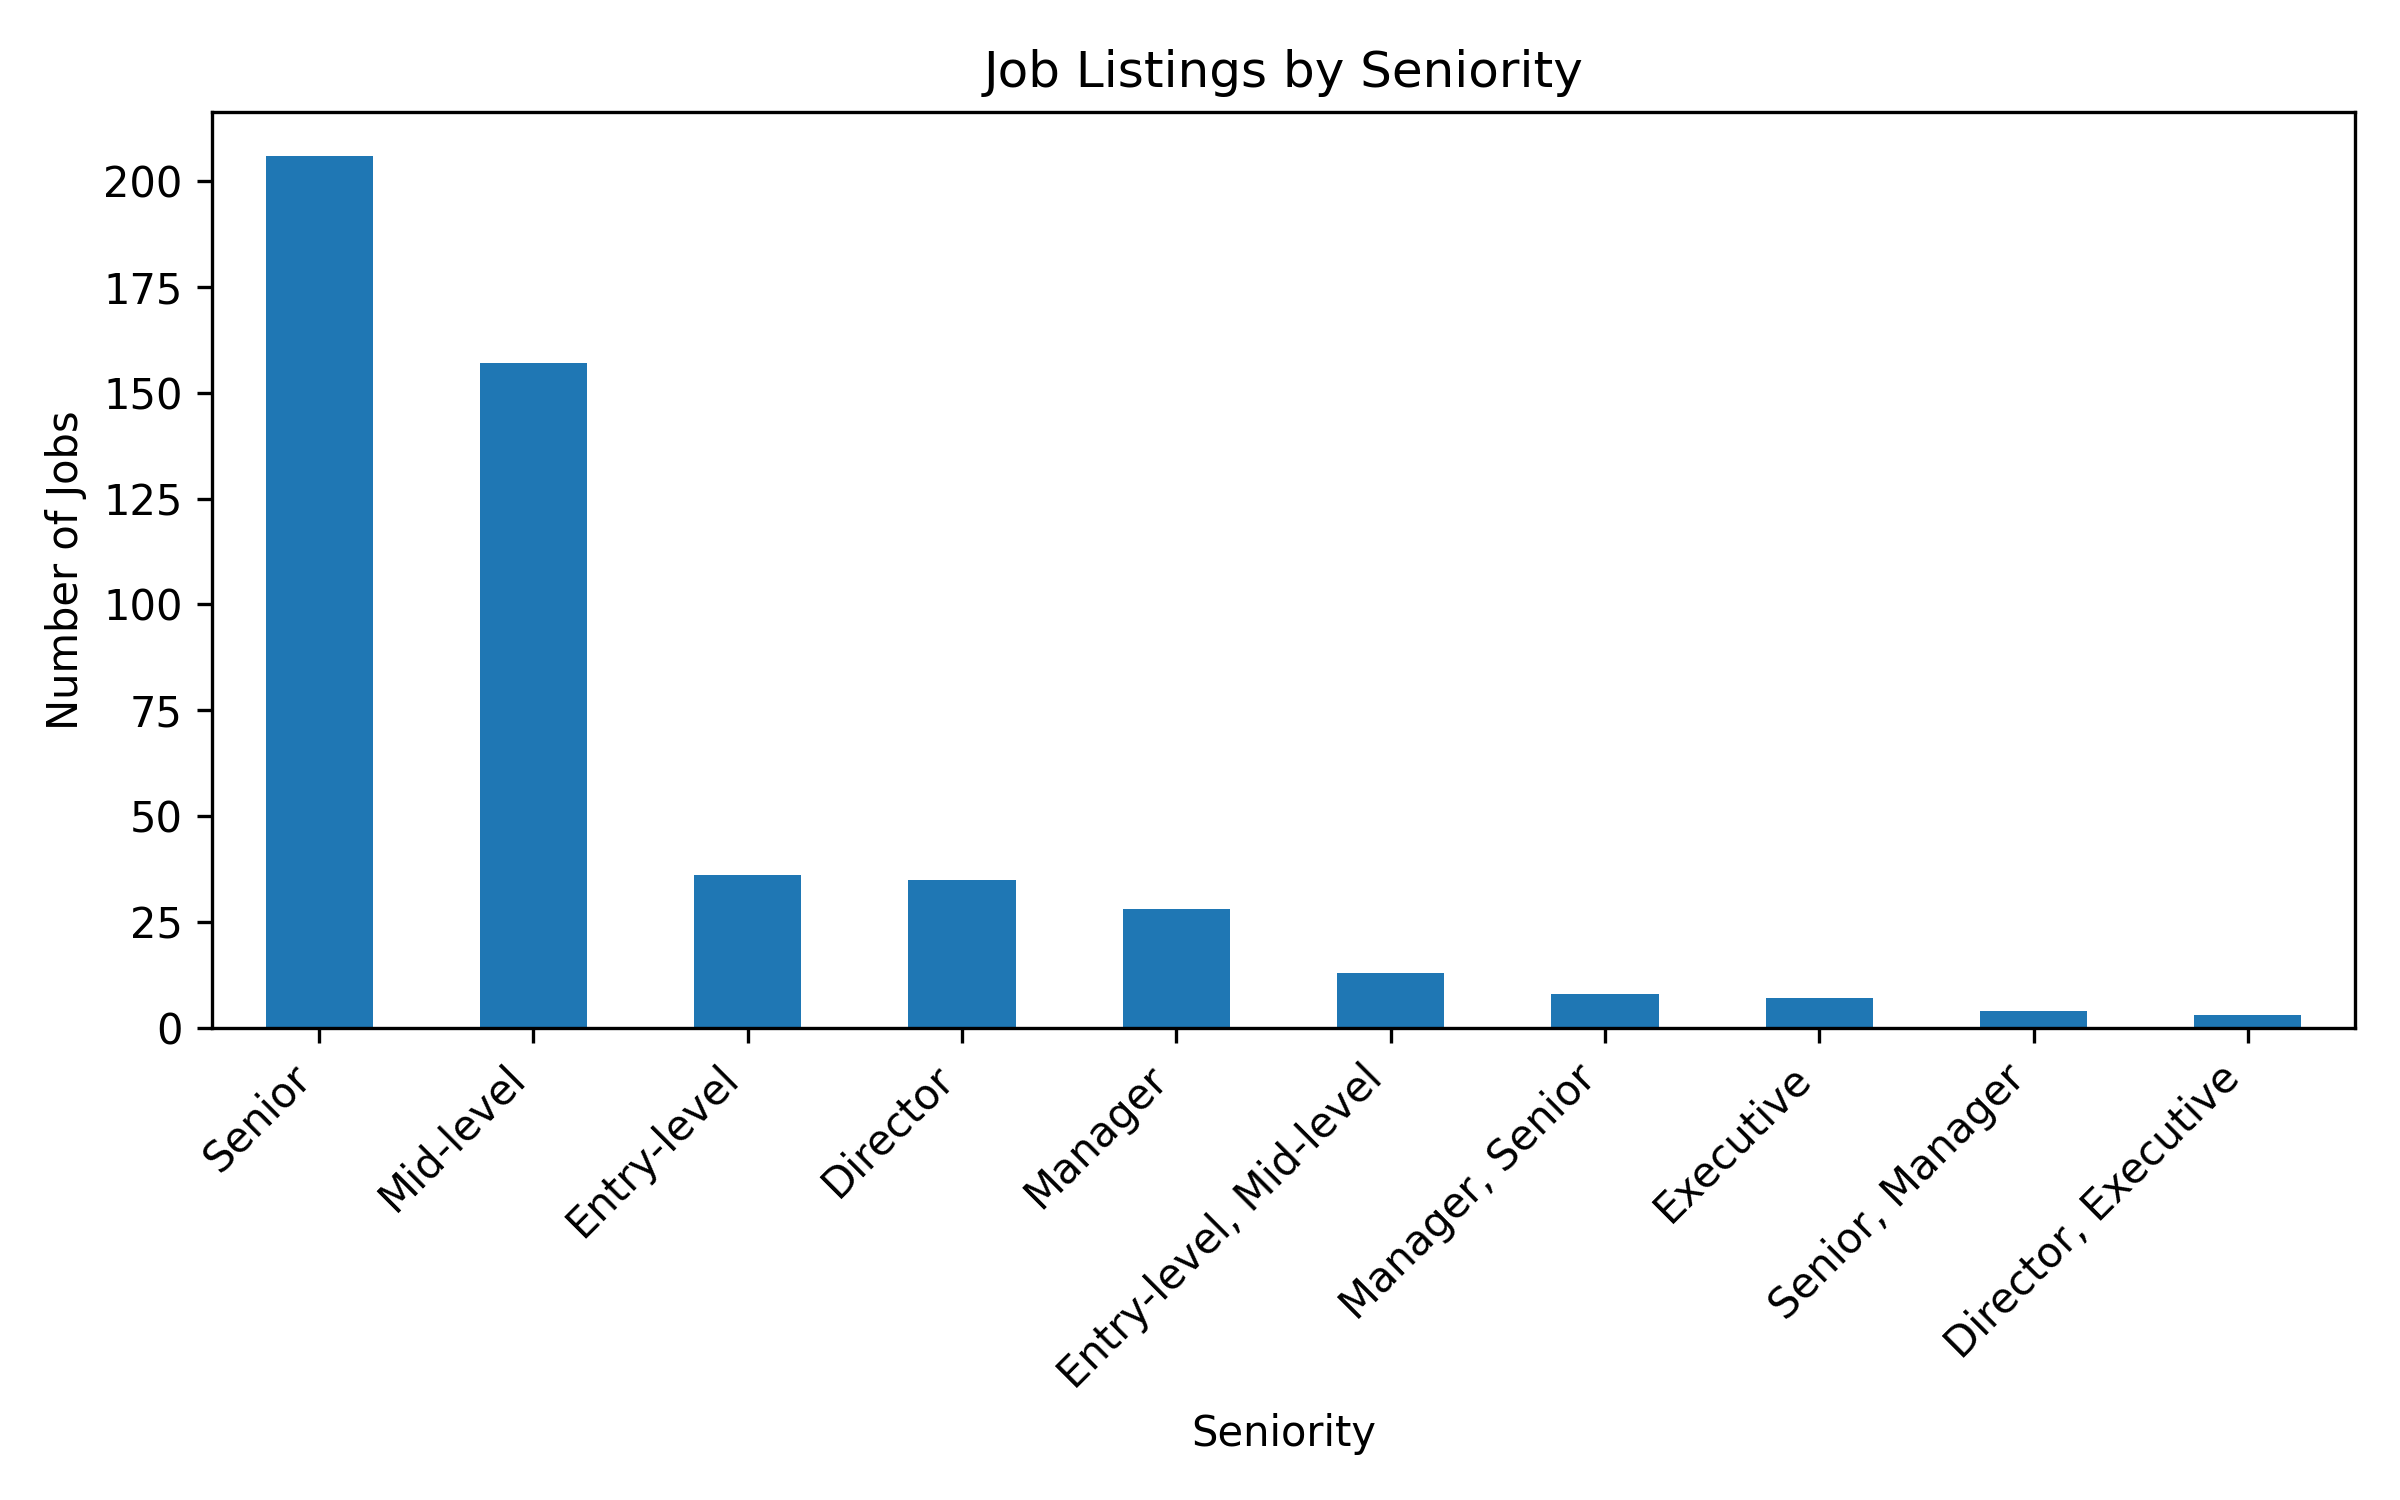 Job Listings by Seniority
Number of Jobs
200
175
150
125
100
75
50
25
0
Senior
Mid-level
Entry-level
Director
Manager
Entry-level, Mid-level
Manager, Senior
Executive
Senior, Manager
Director, Executive
Seniority